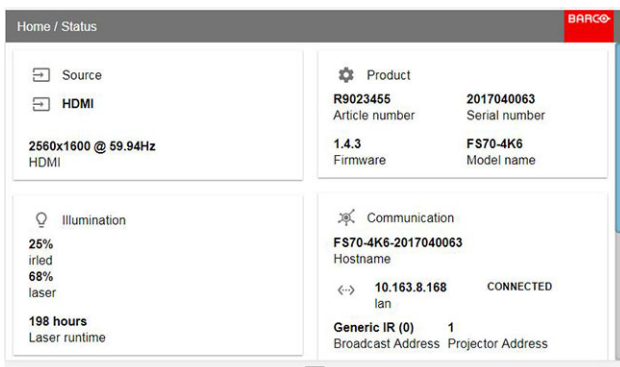 Home / Status
BARCO
Source
HDMI
2560x1600 @ 59.94Hz
HDMI
Product
R9023455 2017040063
Article number Serial number
1.4.3 FS70-4K6
Firmware Model name
Illumination
25%
irled
68%
laser
198 hours
Laser runtime
Communication
FS70-4K6-2017040063
Hostname
10.163.8.168 CONNECTED
lan
Generic IR (0) 1
Broadcast Address Projector Address